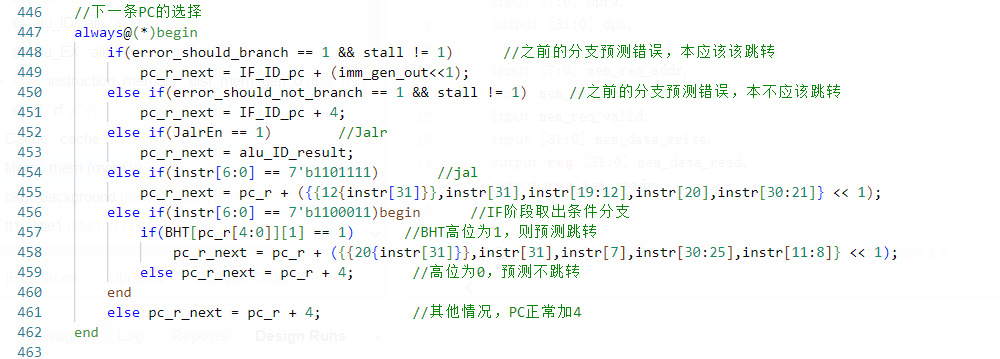 446 //下一条PC的选择
447 always@(*)begin
448 if(error_should_branch == 1 && stall != 1) //之前的分支预测错误，本应该该跳转
449 pc_r_next = IF_ID_pc + (imm_gen_out<<1);
450 else if(error_should_not_branch == 1 && stall != 1) //之前的分支预测错误，本不应该跳转
451 pc_r_next = IF_ID_pc + 4;
452 else if(JalrEn == 1) //Jalr
453 pc_r_next = alu_ID_result;
454 else if(instr[6:0] == 7'b1101111) //jal
455 pc_r_next = pc_r + ({{12{instr[31]}},instr[31],instr[19:12],instr[20],instr[30:21]} << 1);
456 else if(instr[6:0] == 7'b1100011)begin //IF阶段取出条件分支
457 if(BHT[pc_r[4:0]][1] == 1) //BHT高位为1，则预测跳转
458 pc_r_next = pc_r + ({{20{instr[31]}},instr[31],instr[7],instr[30:25],instr[11:8]} << 1);
459 else pc_r_next = pc_r + 4; //高位为0，预测不跳转
460 end
461 else pc_r_next = pc_r + 4; //其他情况，PC正常加4
462 end
463